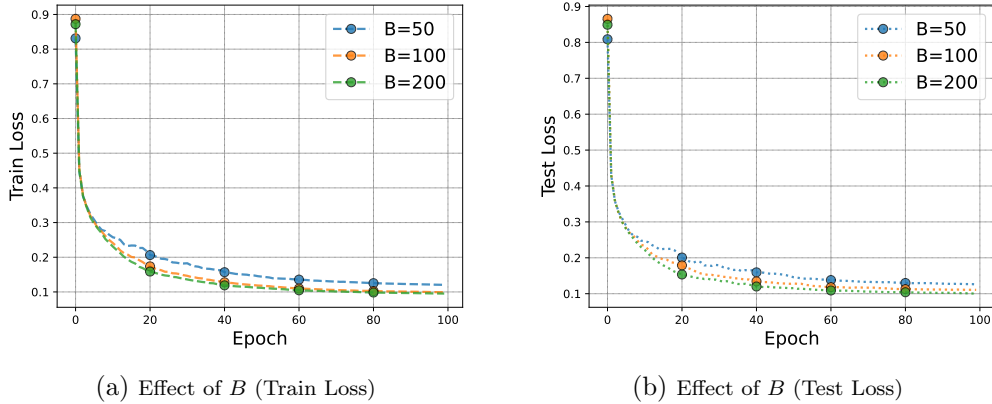 0.9
0.8
0.7
0.6
0.5
0.4
0.3
0.2
0.1
Train Loss
B=50
B=100
B=200
0 20 40 60 80 100
Epoch
(a) Effect of B (Train Loss)
0.9
0.8
0.7
0.6
0.5
0.4
0.3
0.2
0.1
Test Loss
B=50
B=100
B=200
0 20 40 60 80 100
Epoch
(b) Effect of B (Test Loss)